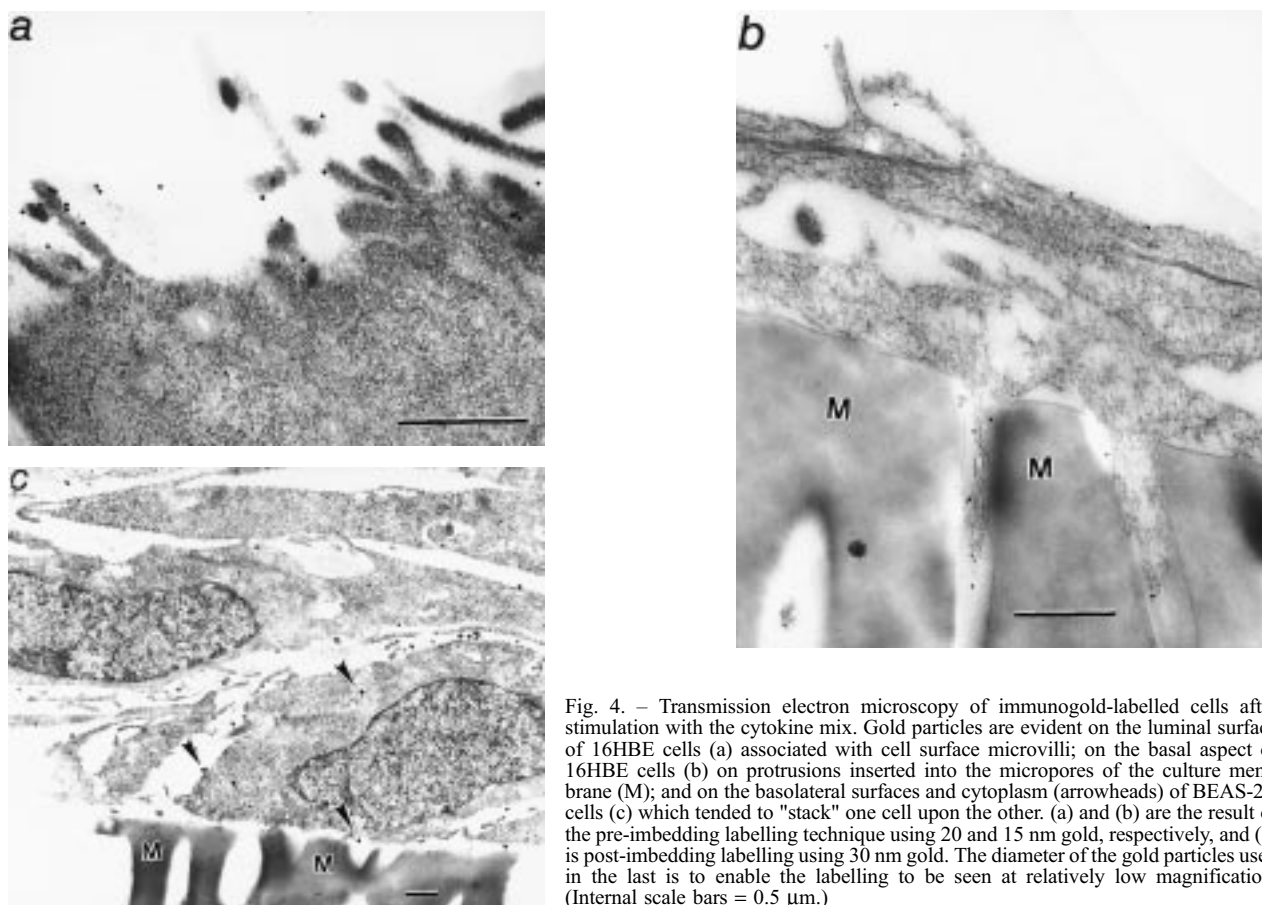 a
b
c
M
M
M
M
Fig. 4. – Transmission electron microscopy of immunogold-labelled cells aft
stimulation with the cytokine mix. Gold particles are evident on the luminal surfac
of 16HBE cells (a) associated with cell surface microvilli; on the basal aspect
16HBE cells (b) on protrusions inserted into the micropores of the culture mem
brane (M); and on the basolateral surfaces and cytoplasm (arrowheads) of BEAS-2
cells (c) which tended to "stack" one cell upon the other. (a) and (b) are the result
the pre-imbedding labelling technique using 20 and 15 nm gold, respectively, and (
is post-imbedding labelling using 30 nm gold. The diameter of the gold particles use
in the last is to enable the labelling to be seen at relatively low magnification
(Internal scale bars = 0.5 μm.)